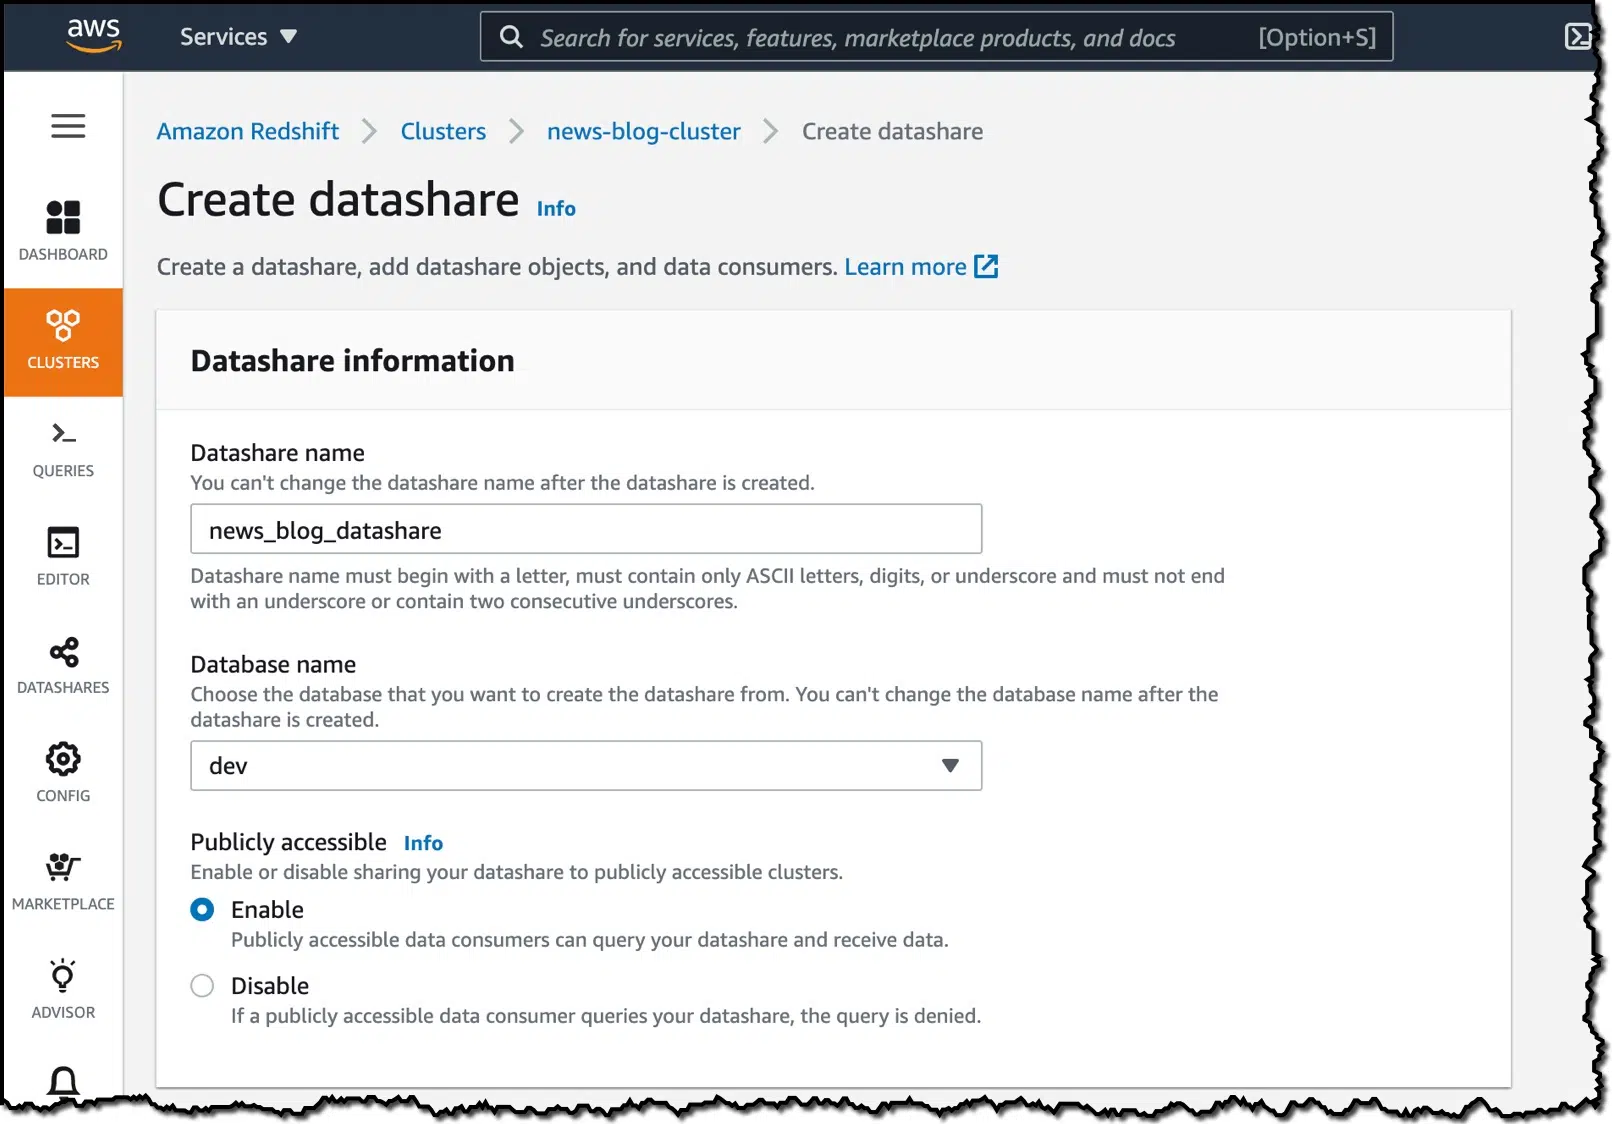 aws
Services
Search for services, features, marketplace products, and docs
[Option+S]
Amazon Redshift
Clusters
news-blog-cluster
Create datashare
Create datashare Info
Create a datashare, add datashare objects, and data consumers. Learn more
DASHBOARD
CLUSTERS
QUERIES
EDITOR
DATASHARES
CONFIG
MARKETPLACE
ADVISOR
Datashare information
Datashare name
You can't change the datashare name after the datashare is created.
news_blog_datashare
Datashare name must begin with a letter, must contain only ASCII letters, digits, or underscore and must not end
with an underscore or contain two consecutive underscores.
Database name
Choose the database that you want to create the datashare from. You can't change the database name after the
datashare is created.
dev
Publicly accessible Info
Enable or disable sharing your datashare to publicly accessible clusters.
Enable
Publicly accessible data consumers can query your datashare and receive data.
Disable
If a publicly accessible data consumer queries your datashare, the query is denied.